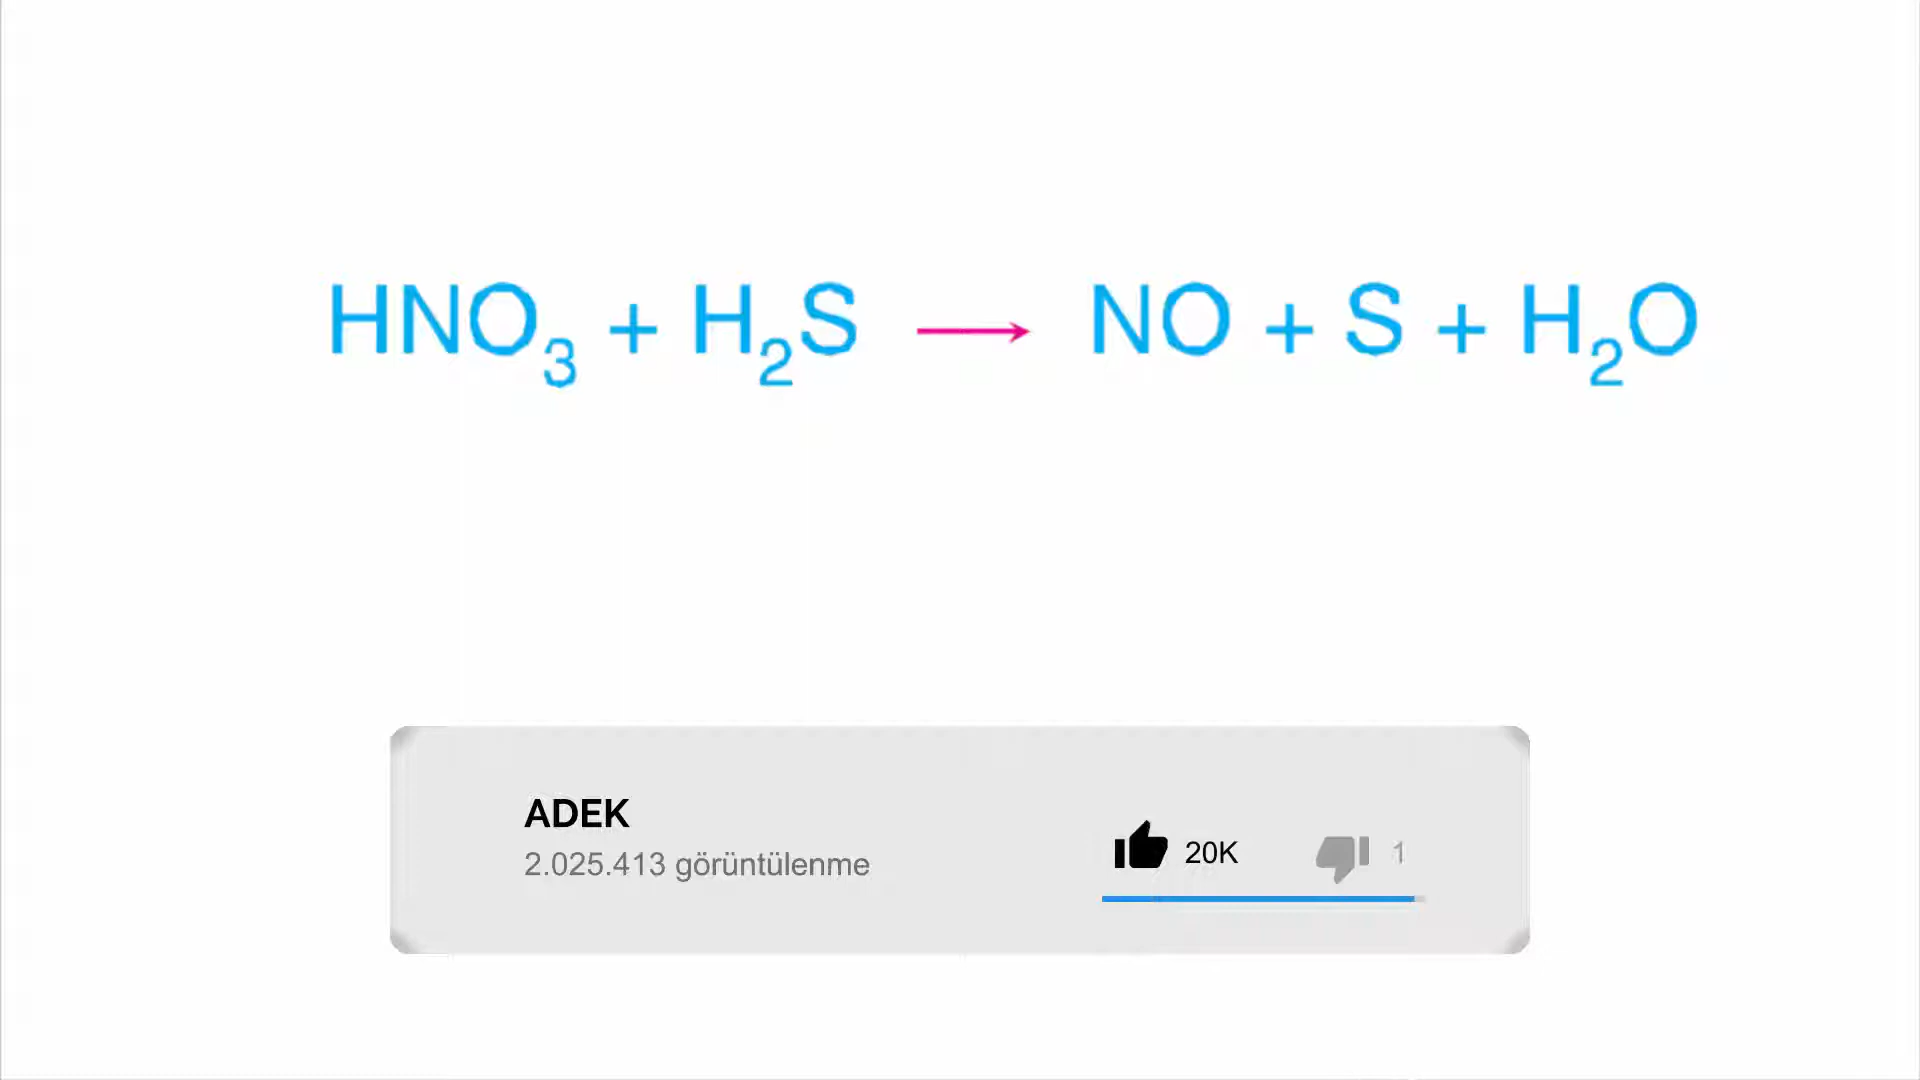 HNO₃ + H₂S → NO + S + H₂O
ADEK
2.025.413 görüntülenme
20K 1